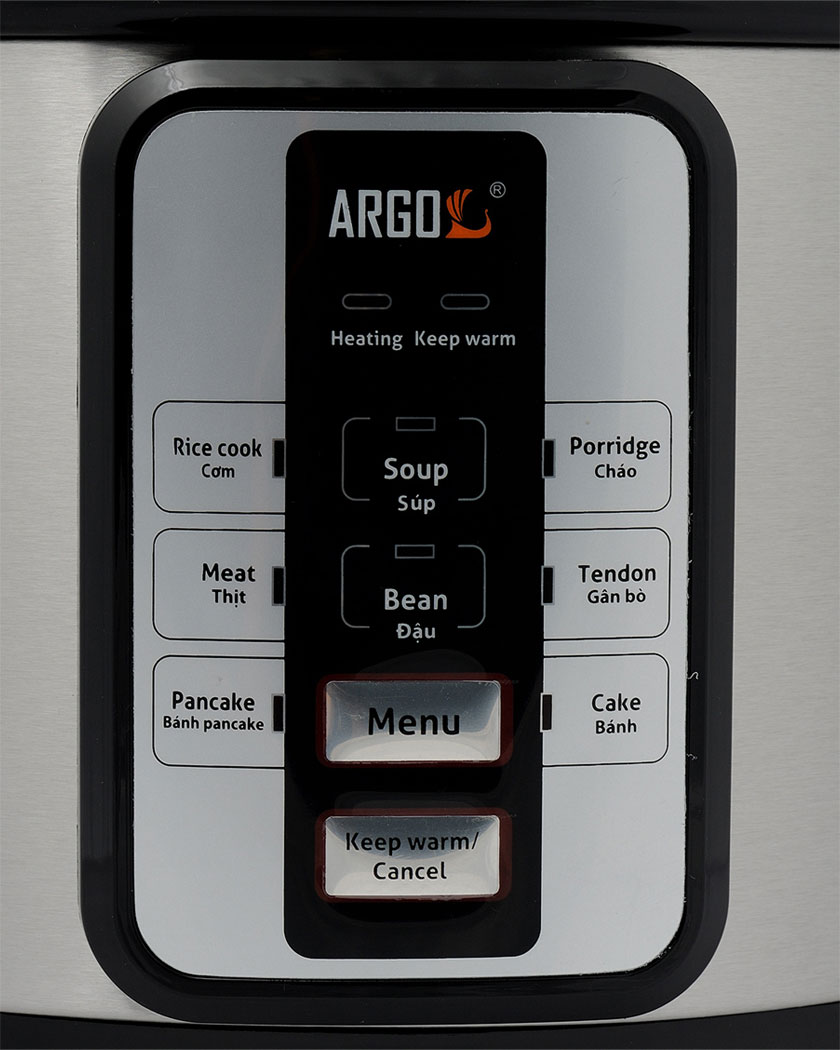 ARGO ®
Heating Keep warm
Rice cook
Cơm
Soup
Súp
Porridge
Cháo
Meat
Thịt
Bean
Đậu
Tendon
Gân bò
Pancake
Bánh pancake
Menu
Cake
Bánh
Keep warm/
Cancel